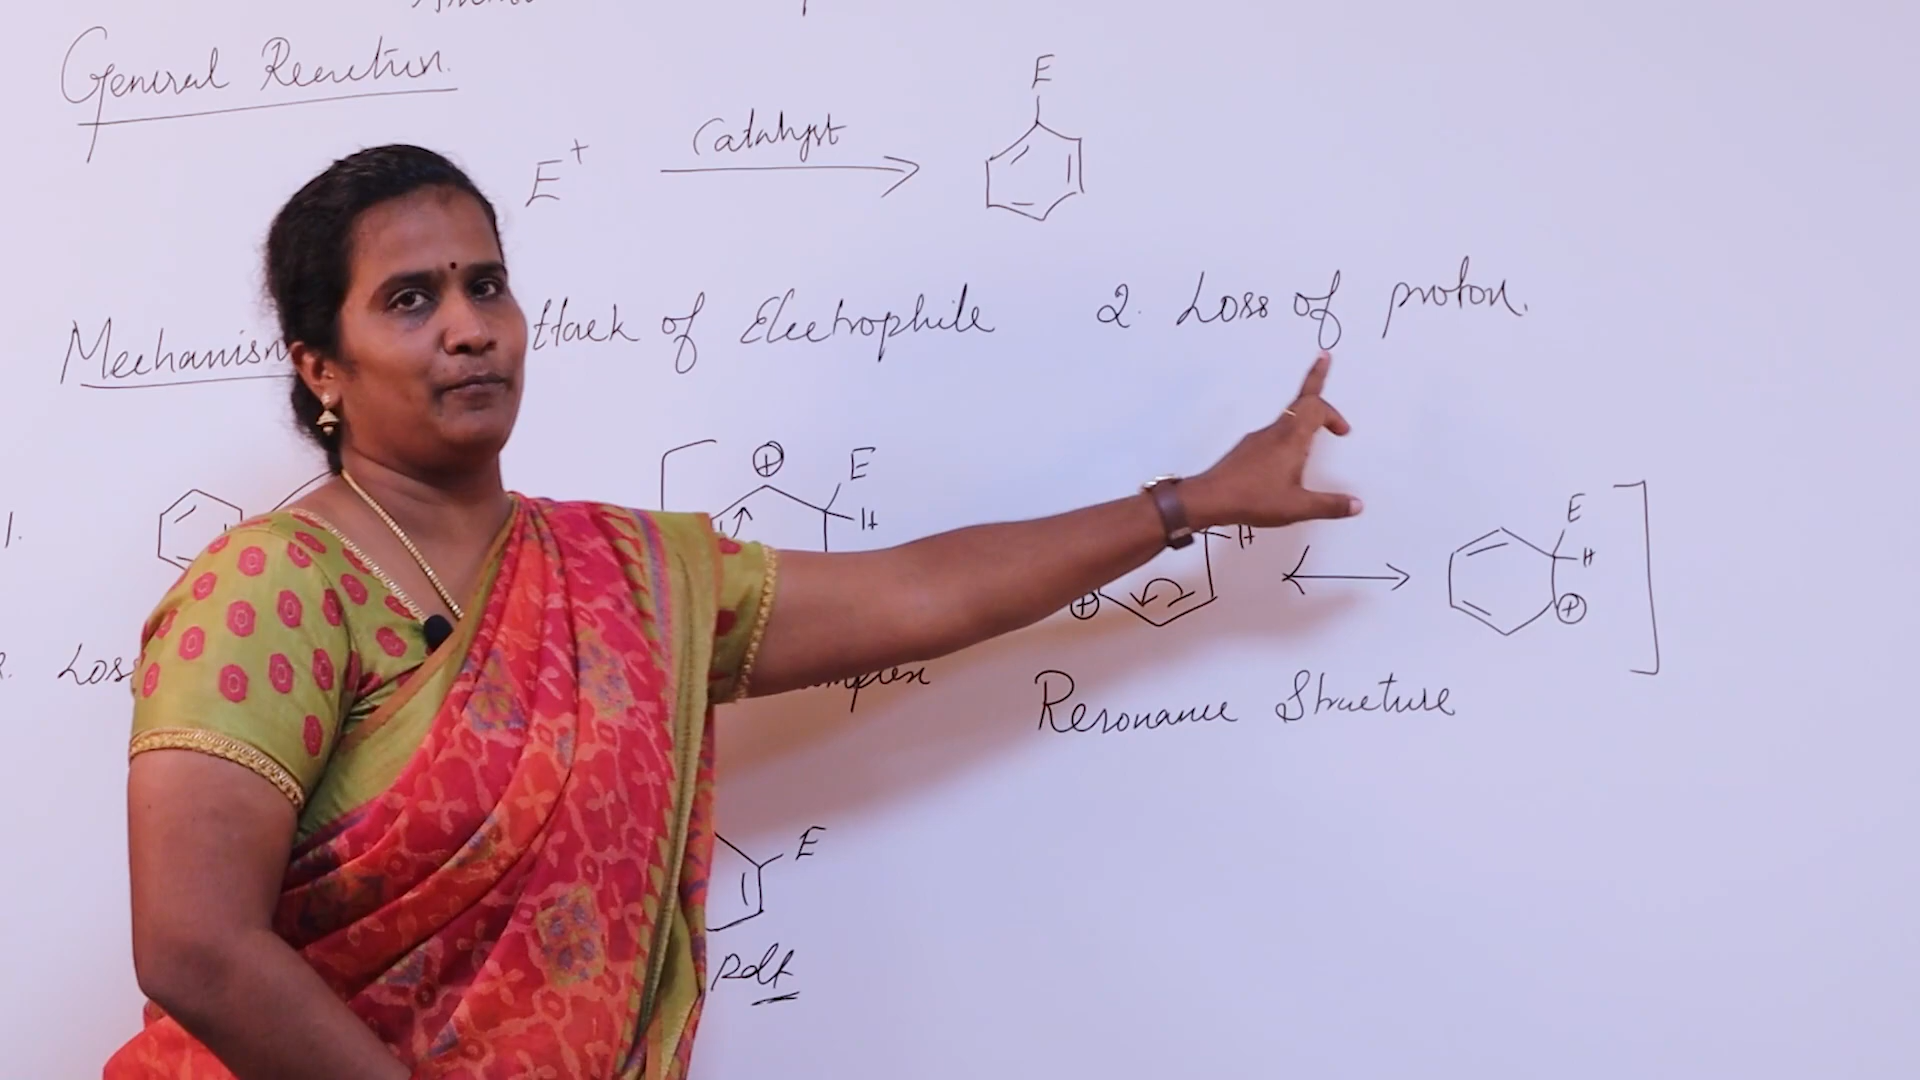 General Reaction.
E
E+ Catalyst
Mechanism ttack of Electrophile 2. Loss of proton.
⊕ E E
1. H H H
⊕ ⊕
2. Loss
Resonance Structure
E
Pdt